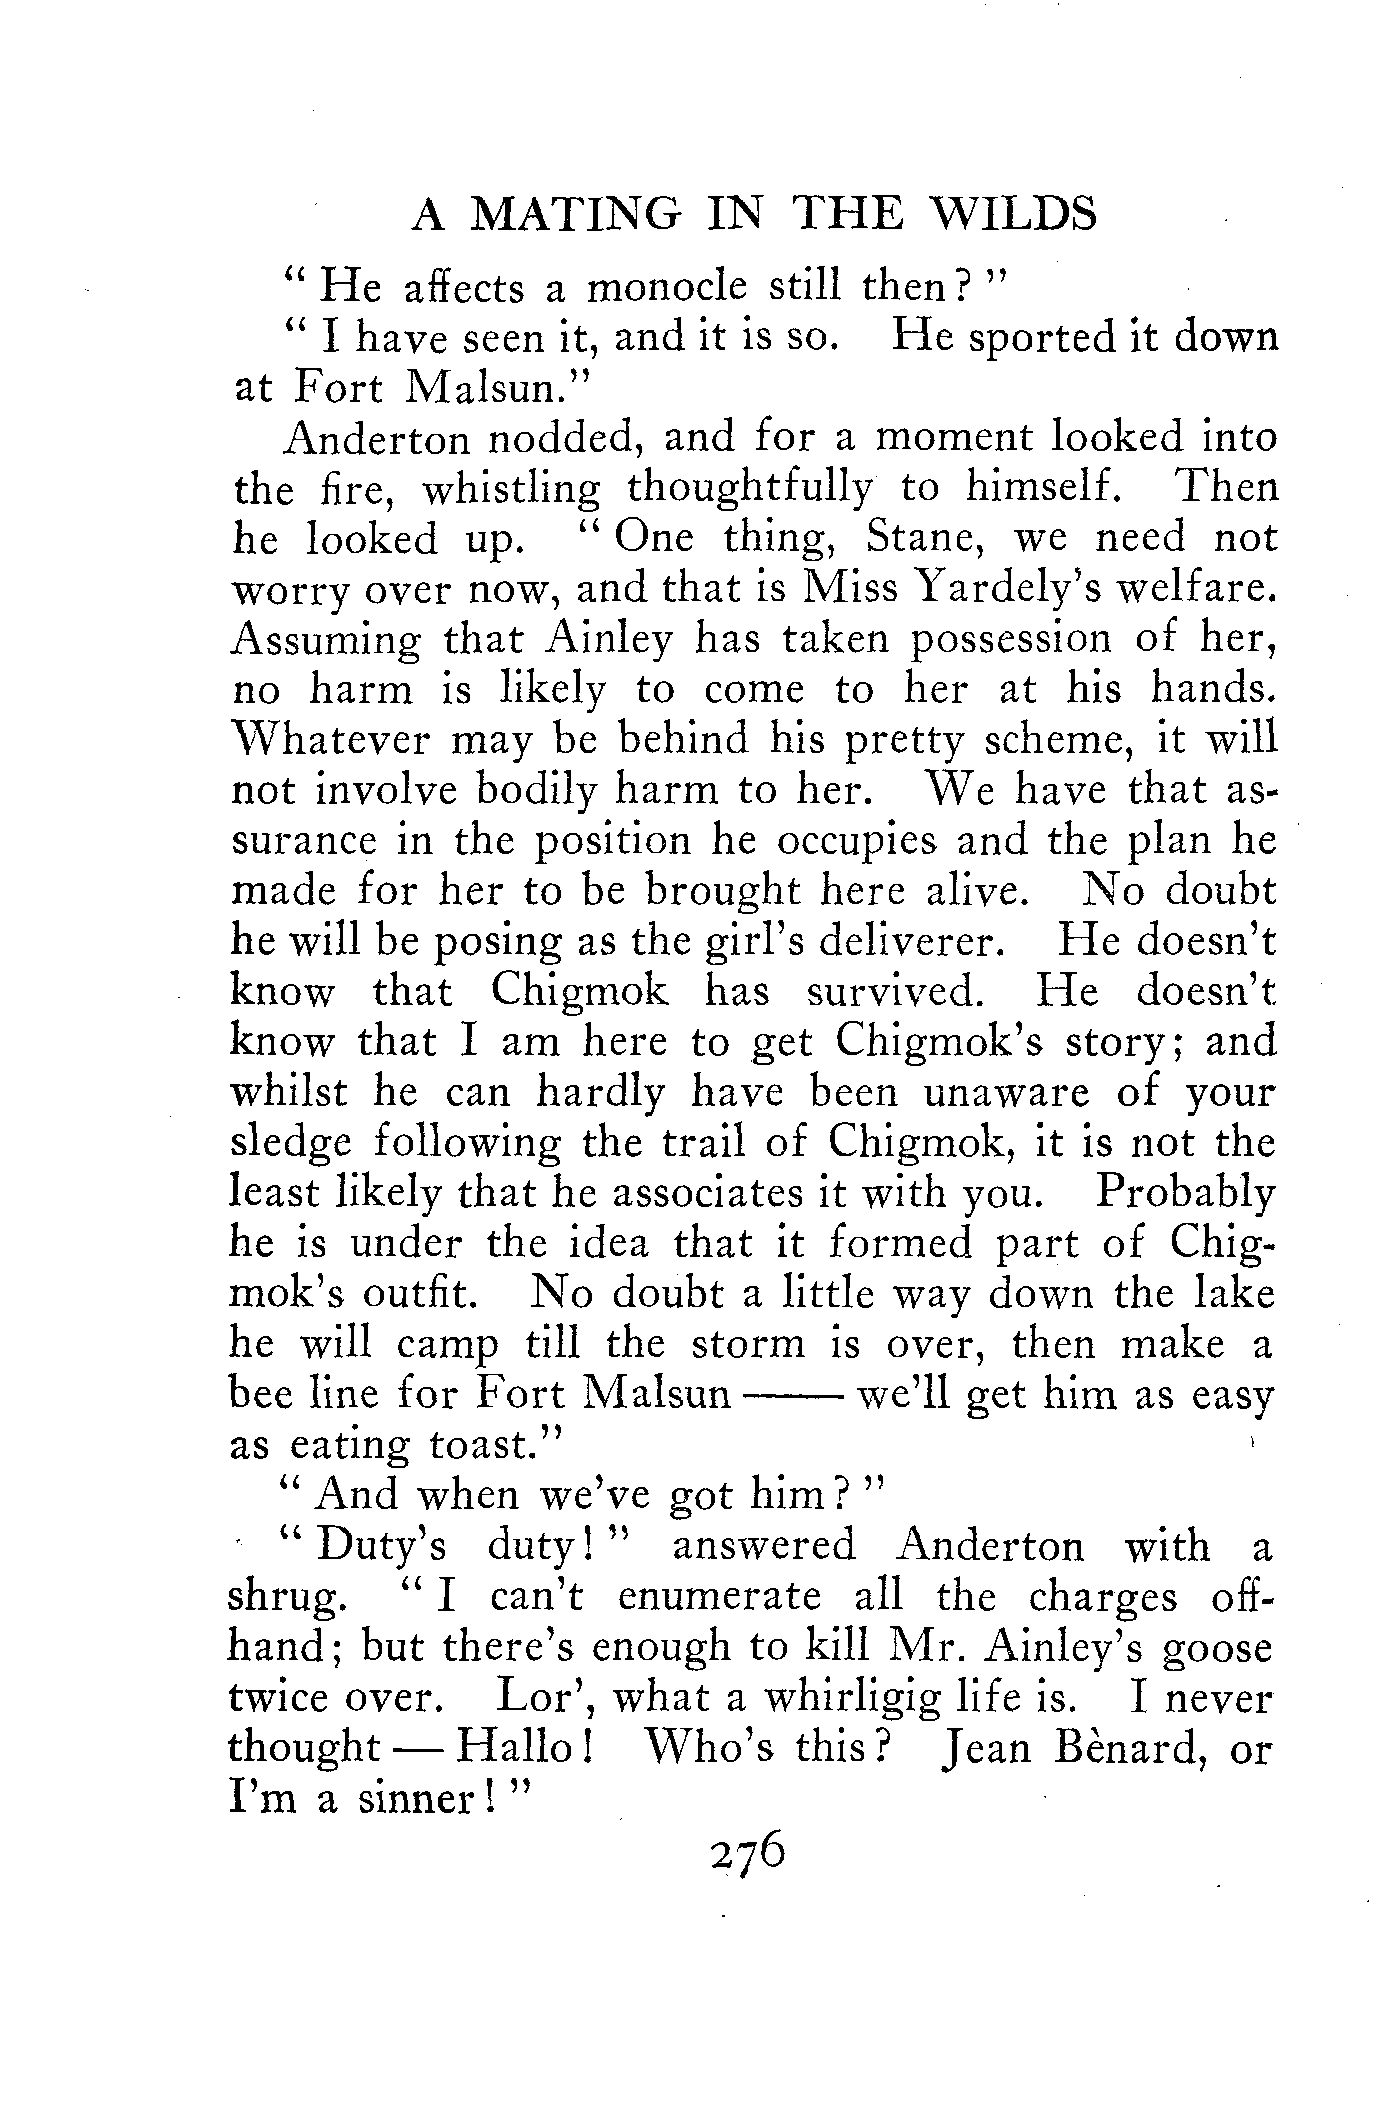 A MATING IN THE WILDS
“ He affects a monocle still then? ”
“ I have seen it, and it is so. He sported it down
at Fort Malsun.”
Anderton nodded, and for a moment looked into
the fire, whistling thoughtfully to himself. Then
he looked up. “ One thing, Stane, we need not
worry over now, and that is Miss Yardely's welfare.
Assuming that Ainley has taken possession of her,
no harm is likely to come to her at his hands.
Whatever may be behind his pretty scheme, it will
not involve bodily harm to her. We have that as-
surance in the position he occupies and the plan he
made for her to be brought here alive. No doubt
he will be posing as the girl's deliverer. He doesn't
know that Chigmok has survived. He doesn't
know that I am here to get Chigmok's story; and
whilst he can hardly have been unaware of your
sledge following the trail of Chigmok, it is not the
least likely that he associates it with you. Probably
he is under the idea that it formed part of Chig-
mok's outfit. No doubt a little way down the lake
he will camp till the storm is over, then make a
bee line for Fort Malsun —— we'll get him as easy
as eating toast.”
“ And when we've got him? ”
“ Duty's duty! ” answered Anderton with a
shrug. “ I can't enumerate all the charges off-
hand; but there's enough to kill Mr. Ainley's goose
twice over. Lor', what a whirligig life is. I never
thought — Hallo! Who's this? Jean Bènard, or
I'm a sinner! ”
276